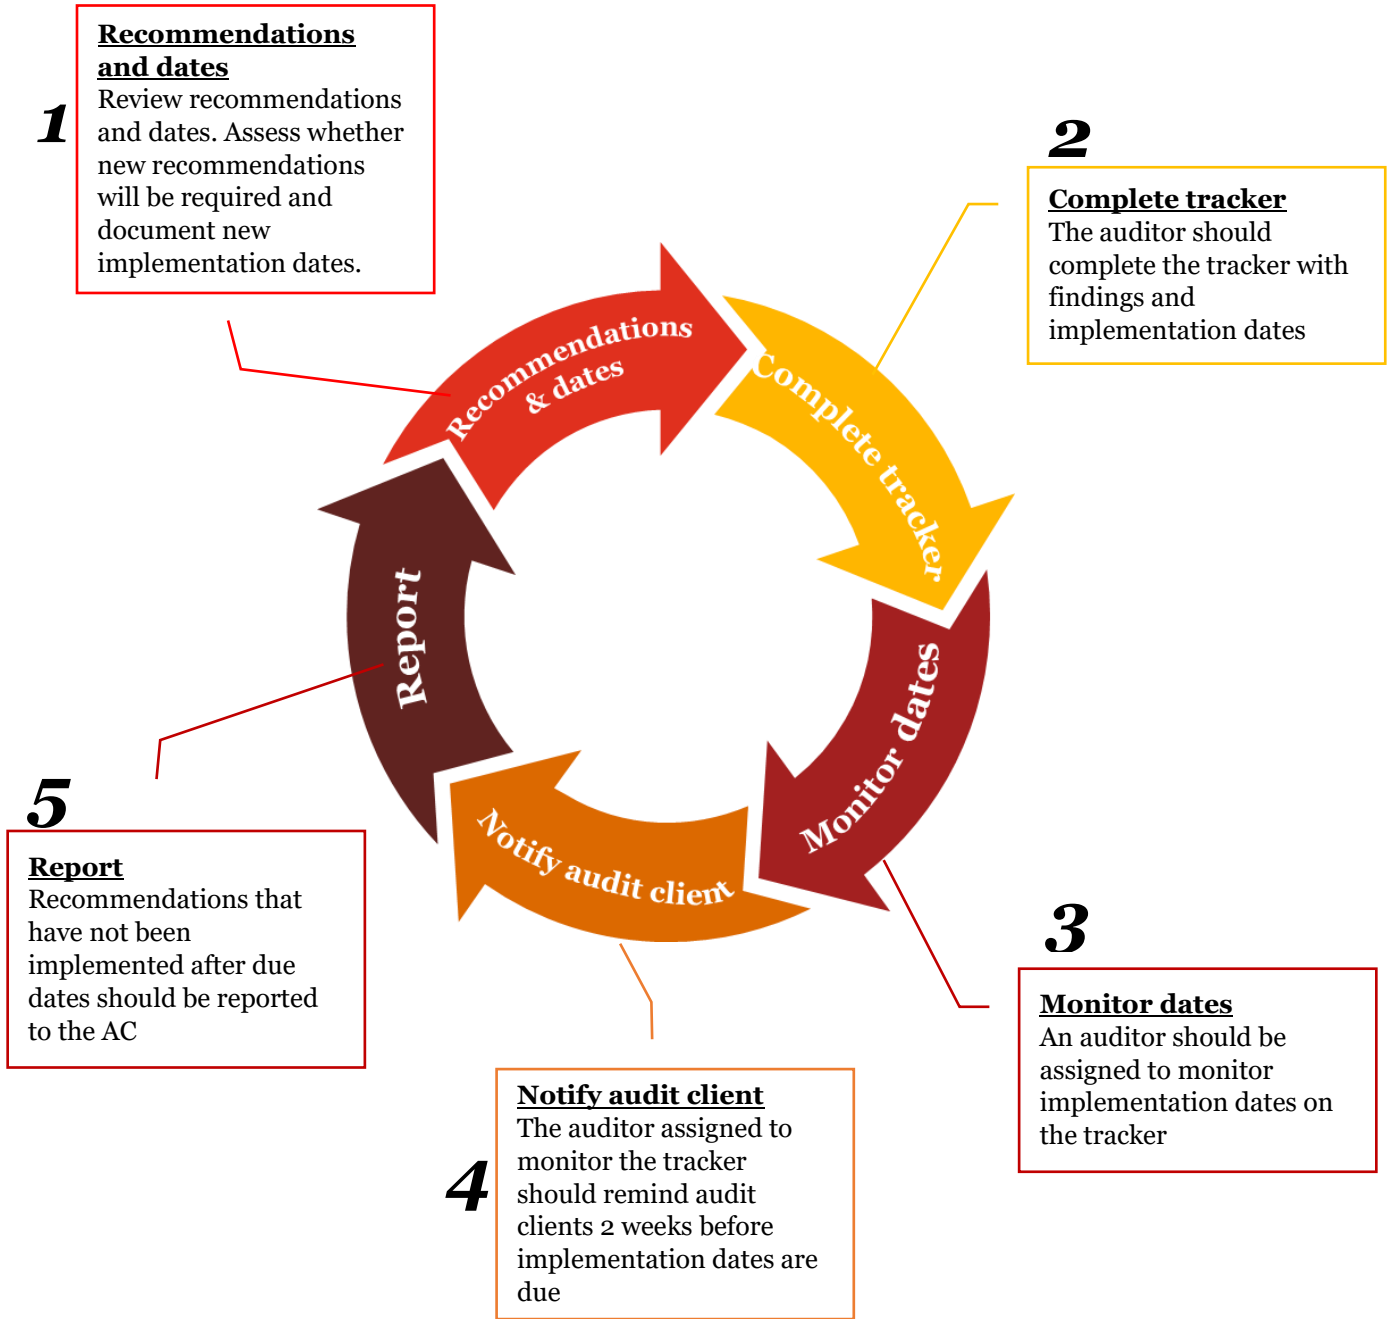 1
Recommendations
and dates
Review recommendations
and dates. Assess whether
new recommendations
will be required and
document new
implementation dates.
2
Complete tracker
The auditor should
complete the tracker with
findings and
implementation dates
Recommendations
& dates
Complete tracker
Monitor dates
Notify audit client
Report
3
Monitor dates
An auditor should be
assigned to monitor
implementation dates on
the tracker
4
Notify audit client
The auditor assigned to
monitor the tracker
should remind audit
clients 2 weeks before
implementation dates are
due
5
Report
Recommendations that
have not been
implemented after due
dates should be reported
to the AC